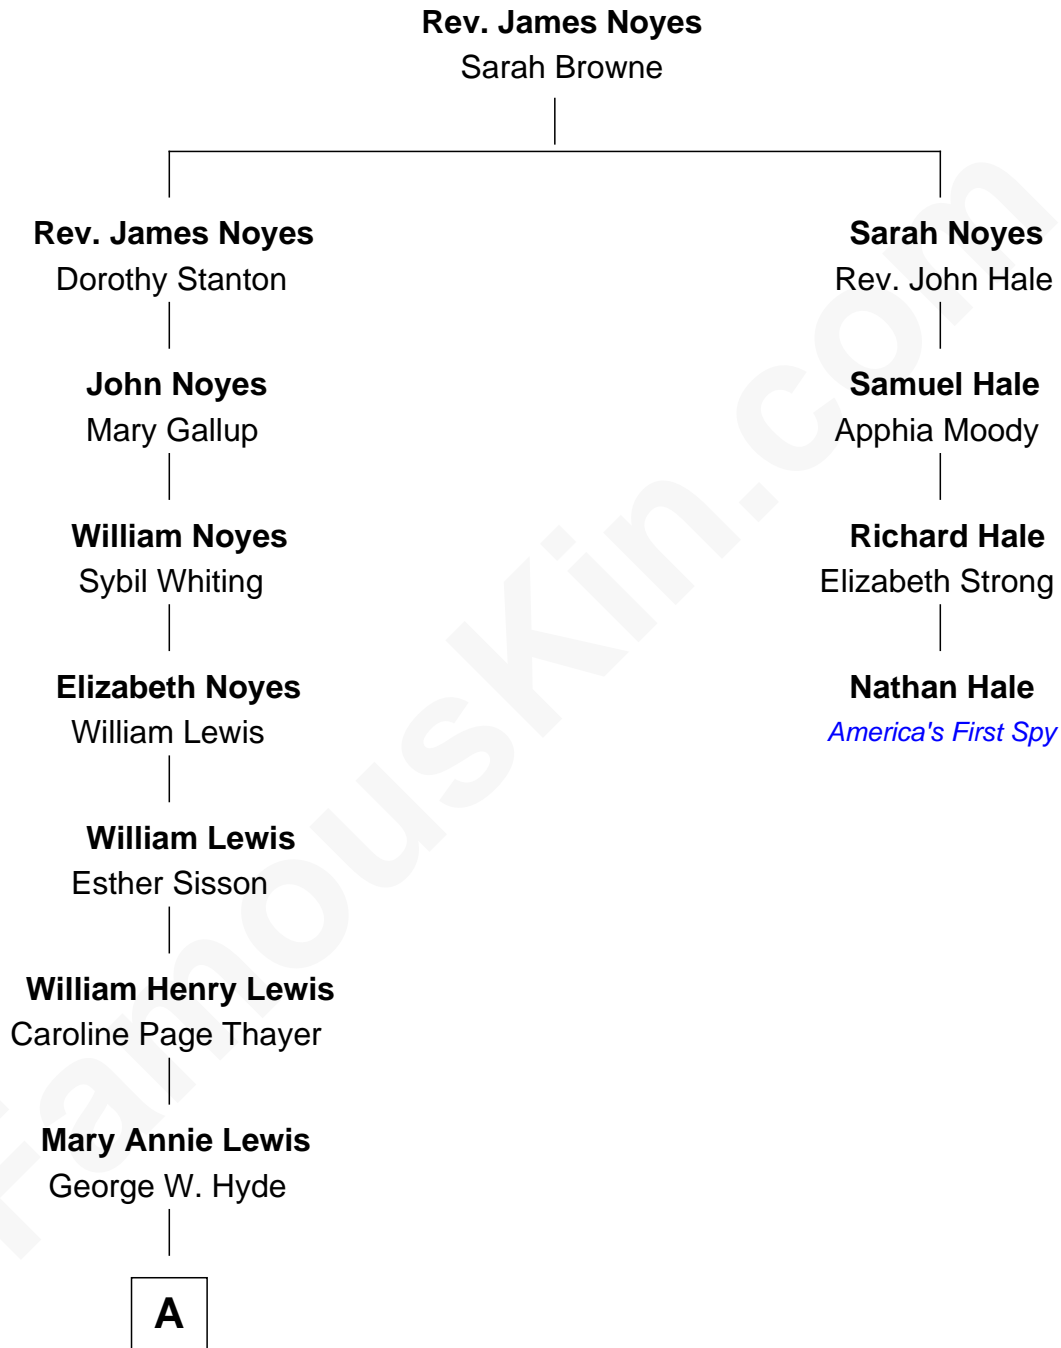 Rev. James Noyes
Sarah Browne
Rev. James Noyes
Dorothy Stanton
Sarah Noyes
Rev. John Hale
John Noyes
Mary Gallup
Samuel Hale
Apphia Moody
William Noyes
Sybil Whiting
Richard Hale
Elizabeth Strong
Elizabeth Noyes
William Lewis
Nathan Hale
America's First Spy
William Lewis
Esther Sisson
William Henry Lewis
Caroline Page Thayer
Mary Annie Lewis
George W. Hyde
A
FamousKin.com